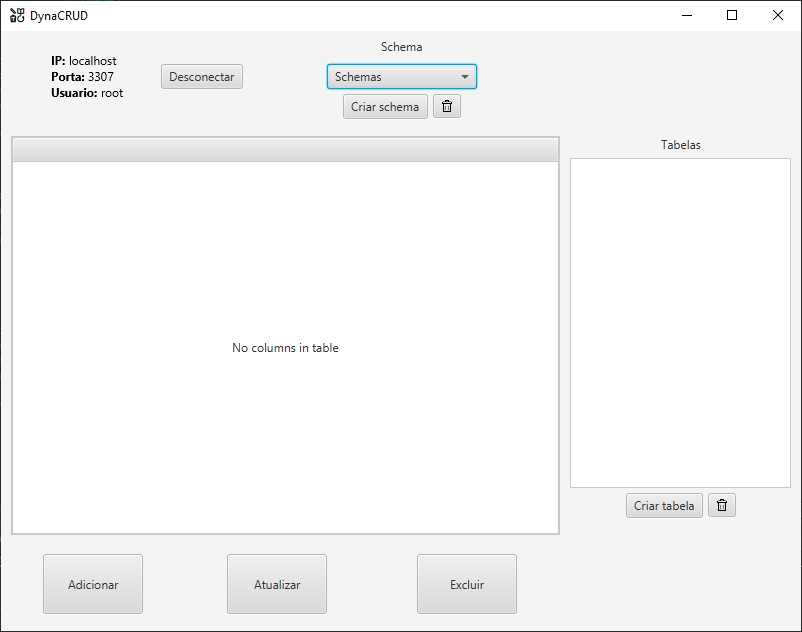 DynaCRUD
IP: localhost
Porta: 3307
Usuario: root
Desconectar
Schema
Schemas
Criar schema
No columns in table
Tabelas
Criar tabela
Adicionar
Atualizar
Excluir